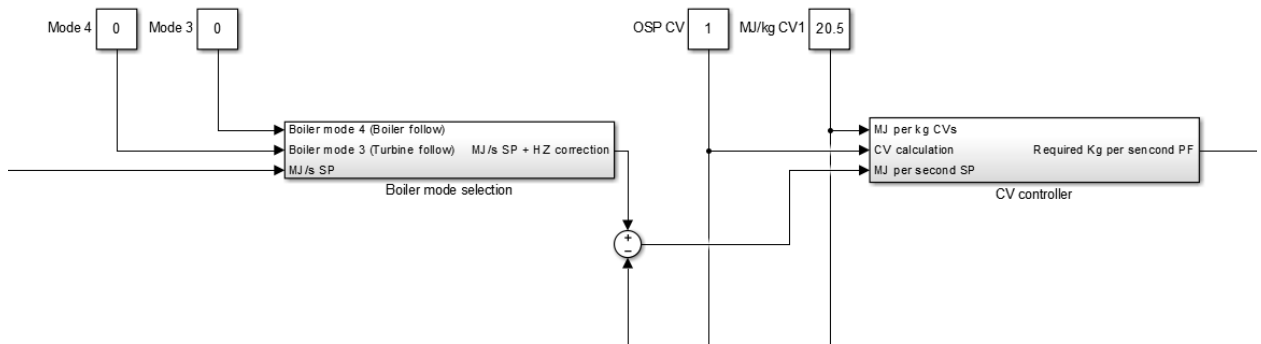 Mode 4
0
Mode 3
0
OSP CV
1
MJ/kg CV1
20.5
Boiler mode 4 (Boiler follow)
Boiler mode 3 (Turbine follow)
MJ/s SP + HZ correction
MJ/s SP
Boiler mode selection
+
−
MJ per kg CVs
CV calculation
Required Kg per sencond PF
MJ per second SP
CV controller